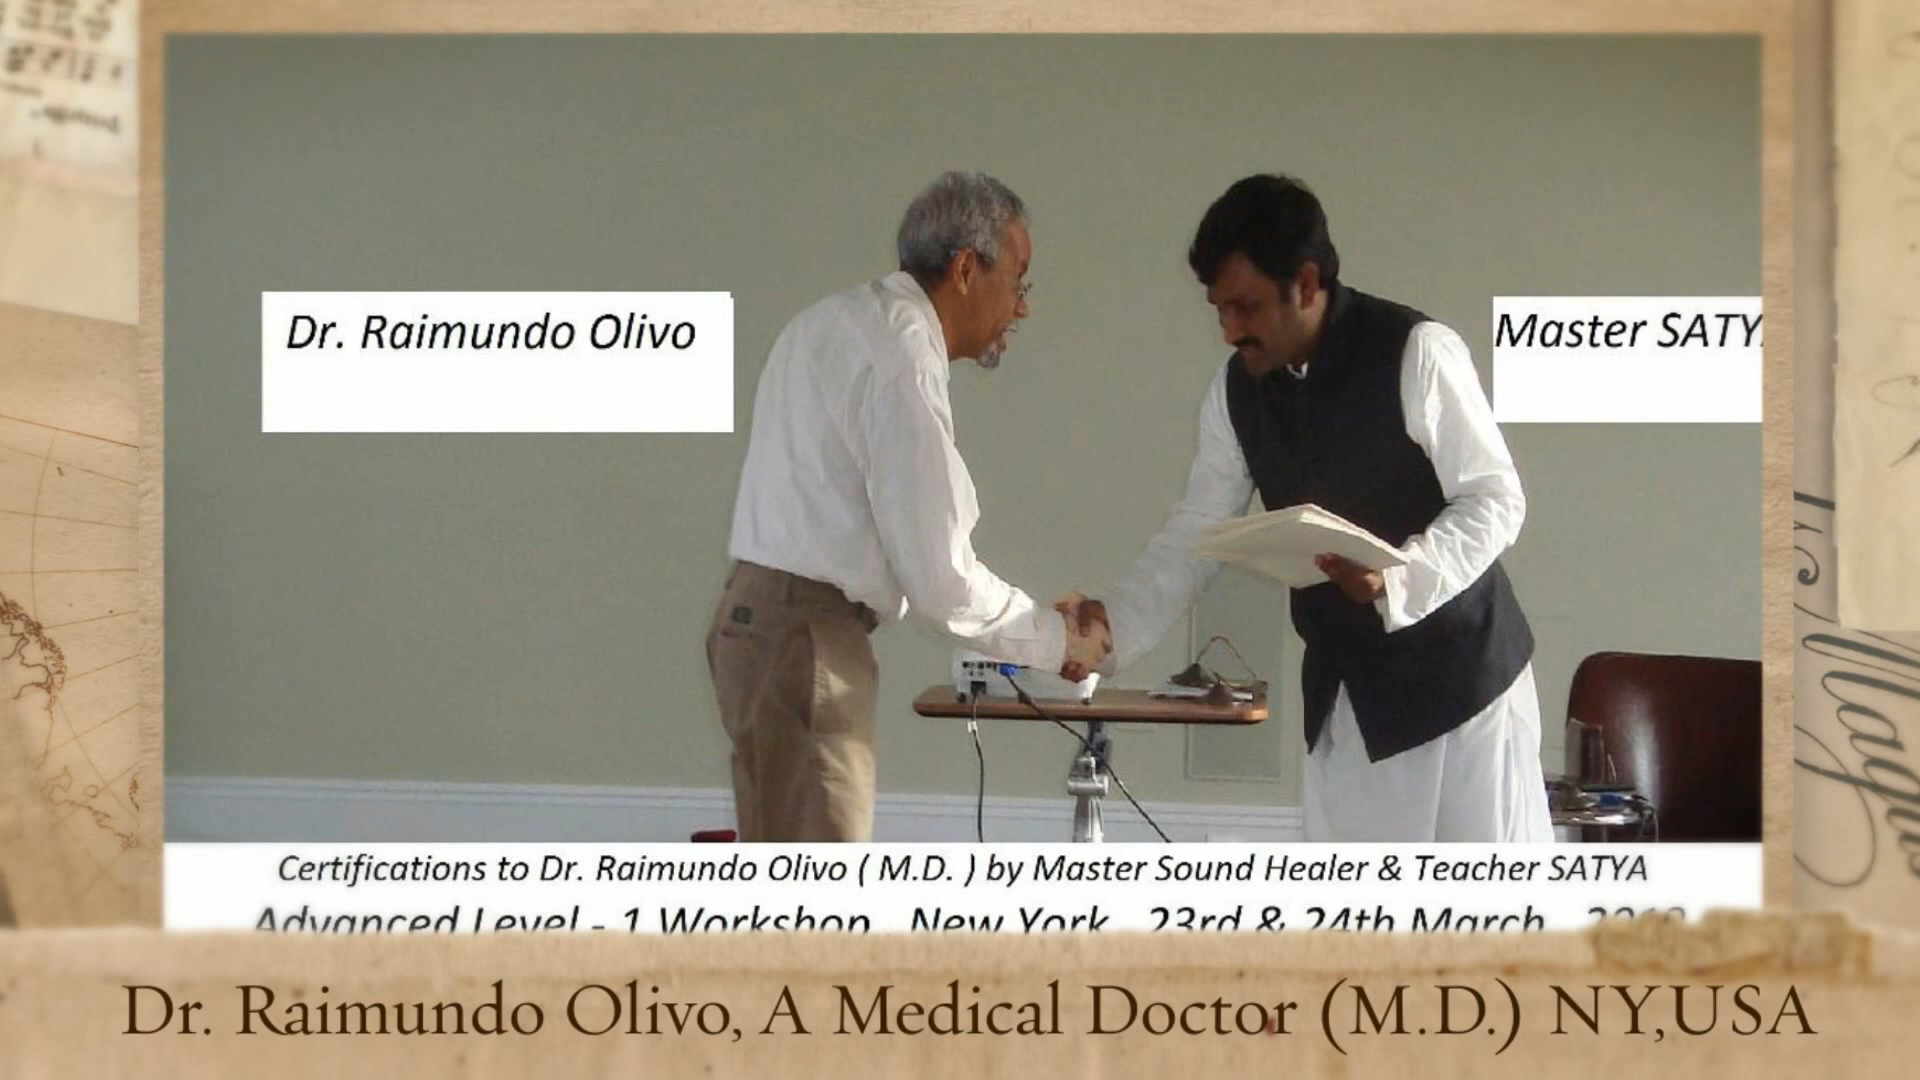 Dr. Raimundo Olivo
Master SATY
Certifications to Dr. Raimundo Olivo ( M.D. ) by Master Sound Healer & Teacher SATYA
Advanced Level - 1 Workshop, New York, 23rd & 24th March,
Dr. Raimundo Olivo, A Medical Doctor (M.D.) NY,USA